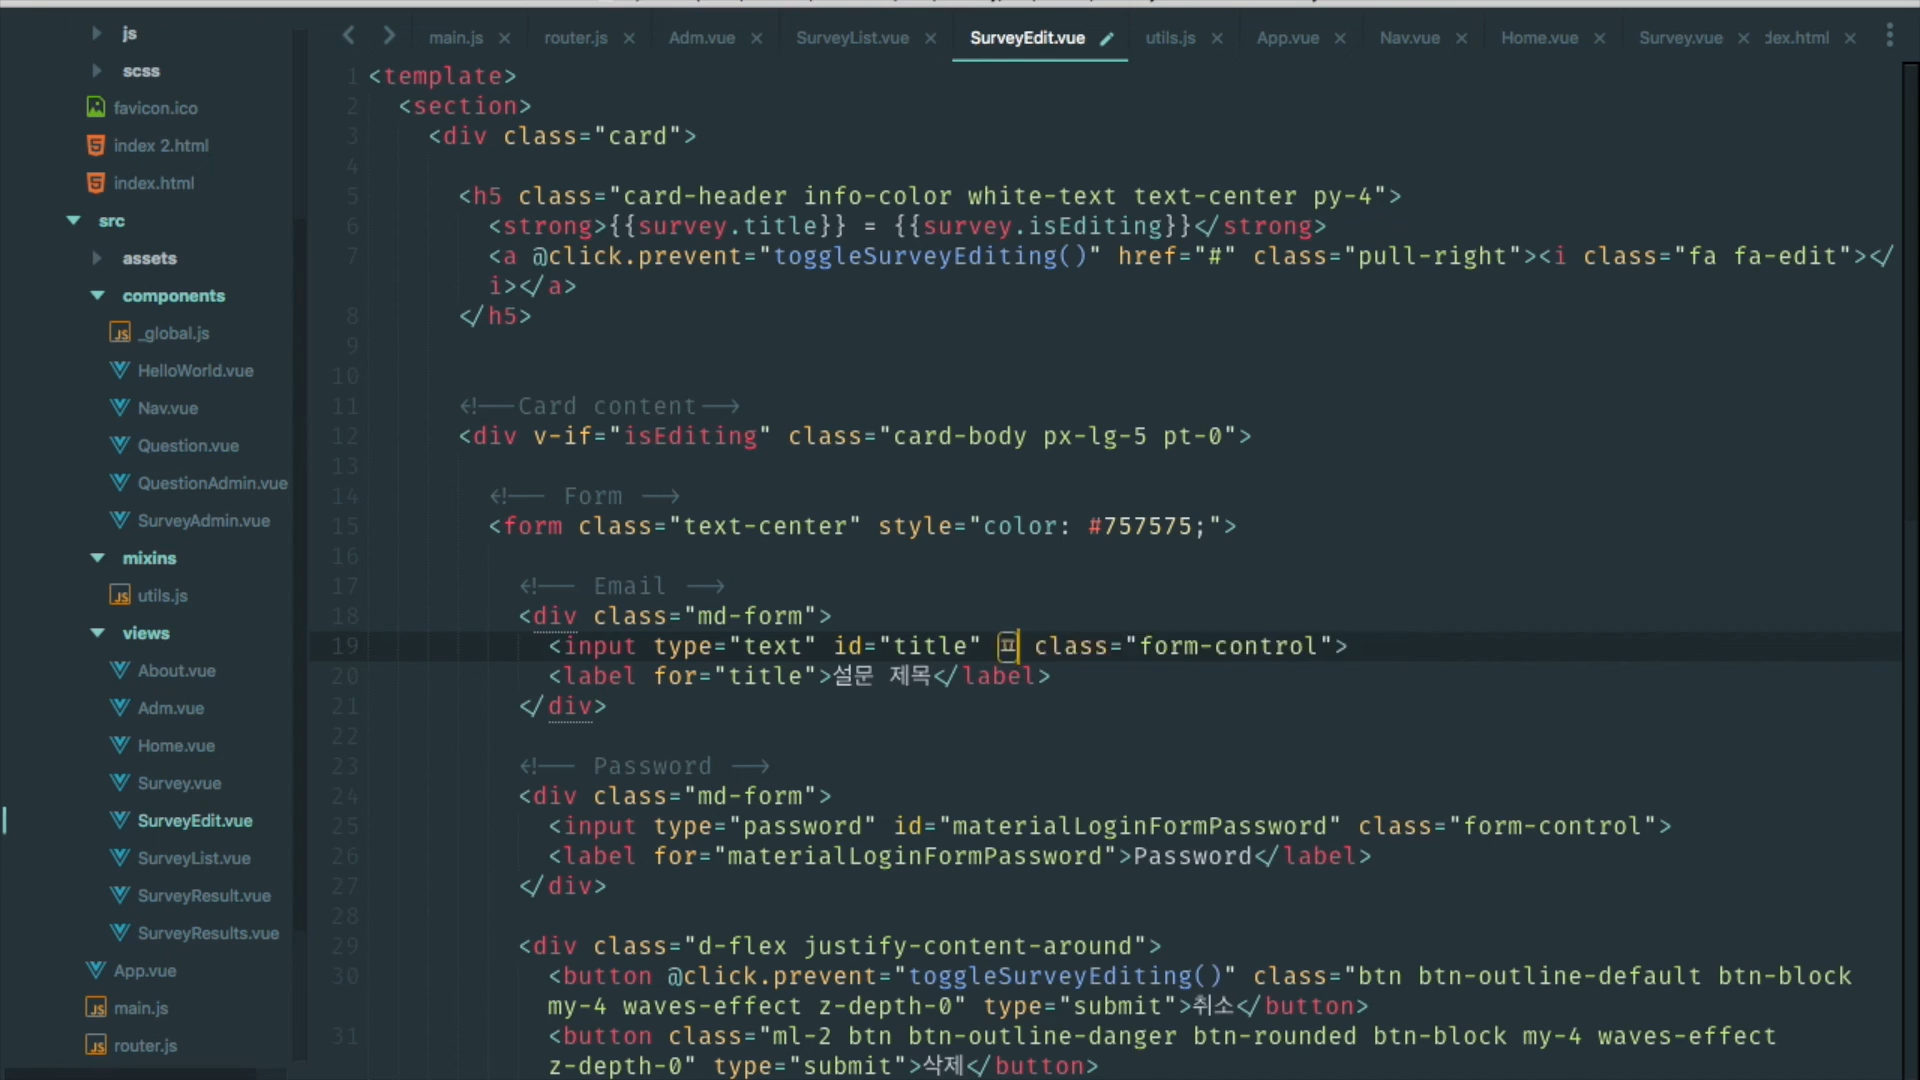 js
scss
favicon.ico
index 2.html
index.html
src
assets
components
_global.js
HelloWorld.vue
Nav.vue
Question.vue
QuestionAdmin.vue
SurveyAdmin.vue
mixins
utils.js
views
About.vue
Adm.vue
Home.vue
Survey.vue
SurveyEdit.vue
SurveyList.vue
SurveyResult.vue
SurveyResults.vue
App.vue
main.js
router.js
main.js × router.js × Adm.vue × SurveyList.vue × SurveyEdit.vue utils.js × App.vue × Nav.vue × Home.vue × Survey.vue × dex.html ×
1 <template>
2 <section>
3 <div class="card">
4
5 <h5 class="card-header info-color white-text text-center py-4">
6 <strong>{{survey.title}} = {{survey.isEditing}}</strong>
7 <a @click.prevent="toggleSurveyEditing()" href="#" class="pull-right"><i class="fa fa-edit"></
i></a>
8 </h5>
9
10
11 <!--Card content-->
12 <div v-if="isEditing" class="card-body px-lg-5 pt-0">
13
14 <!-- Form -->
15 <form class="text-center" style="color: #757575;">
16
17 <!-- Email -->
18 <div class="md-form">
19 <input type="text" id="title" ㅍ class="form-control">
20 <label for="title">설문 제목</label>
21 </div>
22
23 <!-- Password -->
24 <div class="md-form">
25 <input type="password" id="materialLoginFormPassword" class="form-control">
26 <label for="materialLoginFormPassword">Password</label>
27 </div>
28
29 <div class="d-flex justify-content-around">
30 <button @click.prevent="toggleSurveyEditing()" class="btn btn-outline-default btn-block
my-4 waves-effect z-depth-0" type="submit">취소</button>
31 <button class="ml-2 btn btn-outline-danger btn-rounded btn-block my-4 waves-effect
z-depth-0" type="submit">삭제</button>